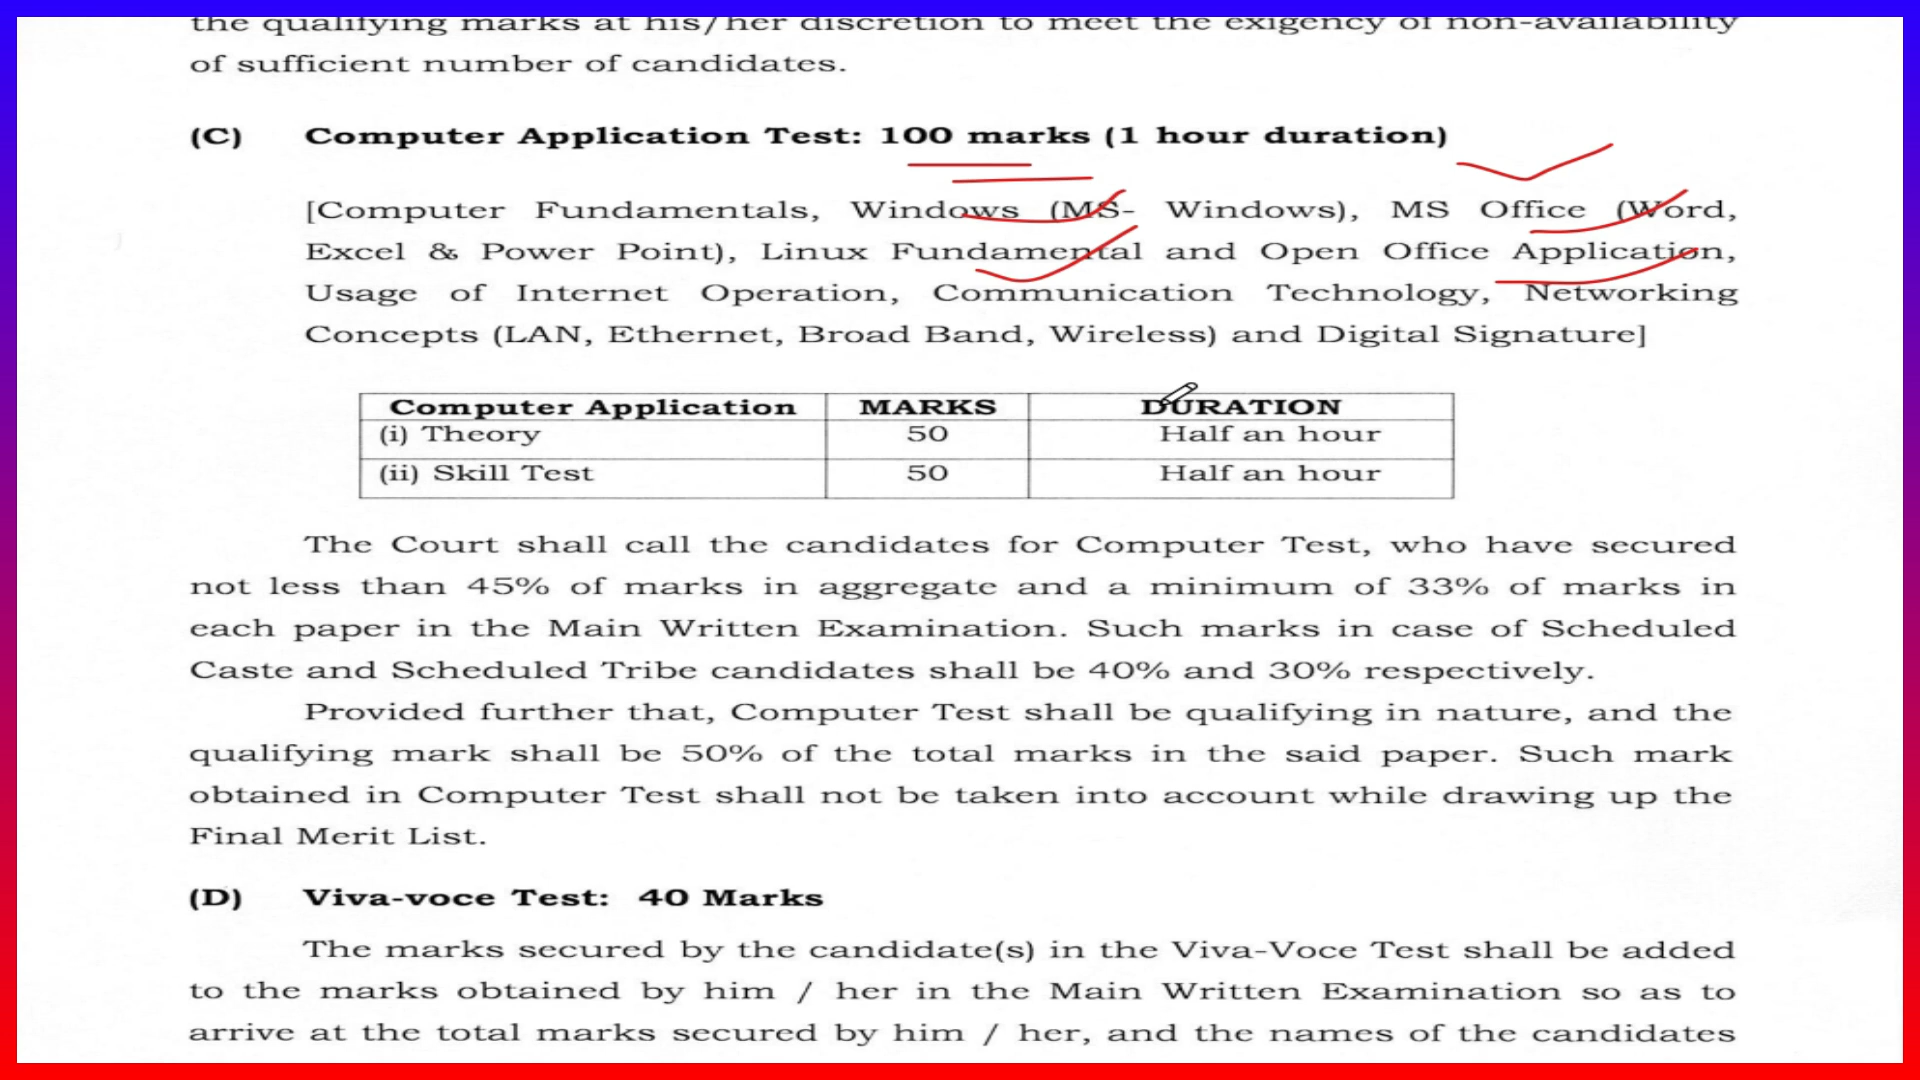 the qualifying marks at his/her discretion to meet the exigency of non-availability
of sufficient number of candidates.
(C) Computer Application Test: 100 marks (1 hour duration)
[Computer Fundamentals, Windows (MS- Windows), MS Office (Word,
Excel & Power Point), Linux Fundamental and Open Office Application,
Usage of Internet Operation, Communication Technology, Networking
Concepts (LAN, Ethernet, Broad Band, Wireless) and Digital Signature]
Computer Application MARKS DURATION
(i) Theory 50 Half an hour
(ii) Skill Test 50 Half an hour
The Court shall call the candidates for Computer Test, who have secured
not less than 45% of marks in aggregate and a minimum of 33% of marks in
each paper in the Main Written Examination. Such marks in case of Scheduled
Caste and Scheduled Tribe candidates shall be 40% and 30% respectively.
Provided further that, Computer Test shall be qualifying in nature, and the
qualifying mark shall be 50% of the total marks in the said paper. Such mark
obtained in Computer Test shall not be taken into account while drawing up the
Final Merit List.
(D) Viva-voce Test: 40 Marks
The marks secured by the candidate(s) in the Viva-Voce Test shall be added
to the marks obtained by him / her in the Main Written Examination so as to
arrive at the total marks secured by him / her, and the names of the candidates